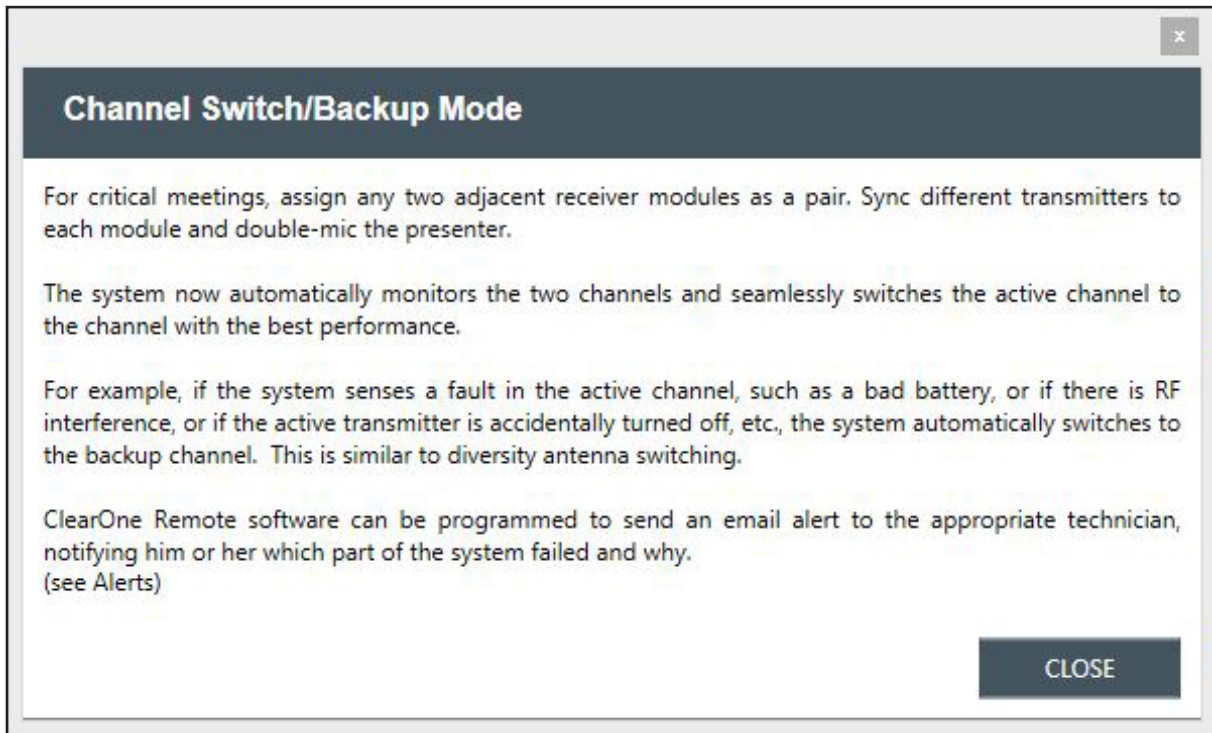 x
Channel Switch/Backup Mode
For critical meetings, assign any two adjacent receiver modules as a pair. Sync different transmitters to
each module and double-mic the presenter.
The system now automatically monitors the two channels and seamlessly switches the active channel to
the channel with the best performance.
For example, if the system senses a fault in the active channel, such as a bad battery, or if there is RF
interference, or if the active transmitter is accidentally turned off, etc., the system automatically switches to
the backup channel.  This is similar to diversity antenna switching.
ClearOne Remote software can be programmed to send an email alert to the appropriate technician,
notifying him or her which part of the system failed and why.
(see Alerts)
CLOSE